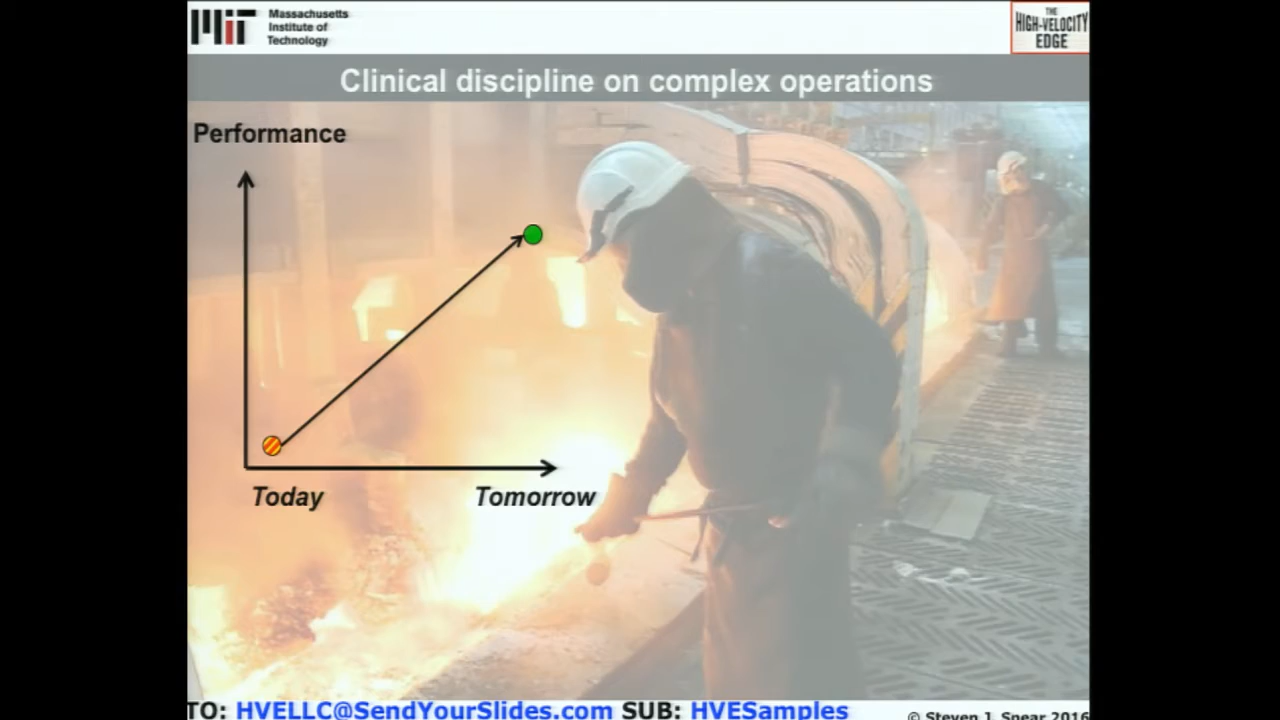 MIT
Massachusetts
Institute of
Technology
THE
HIGH-VELOCITY
EDGE
Clinical discipline on complex operations
Performance
Today
Tomorrow
TO: HVELLC@SendYourSlides.com SUB: HVESamples
© Steven J. Spear 2016